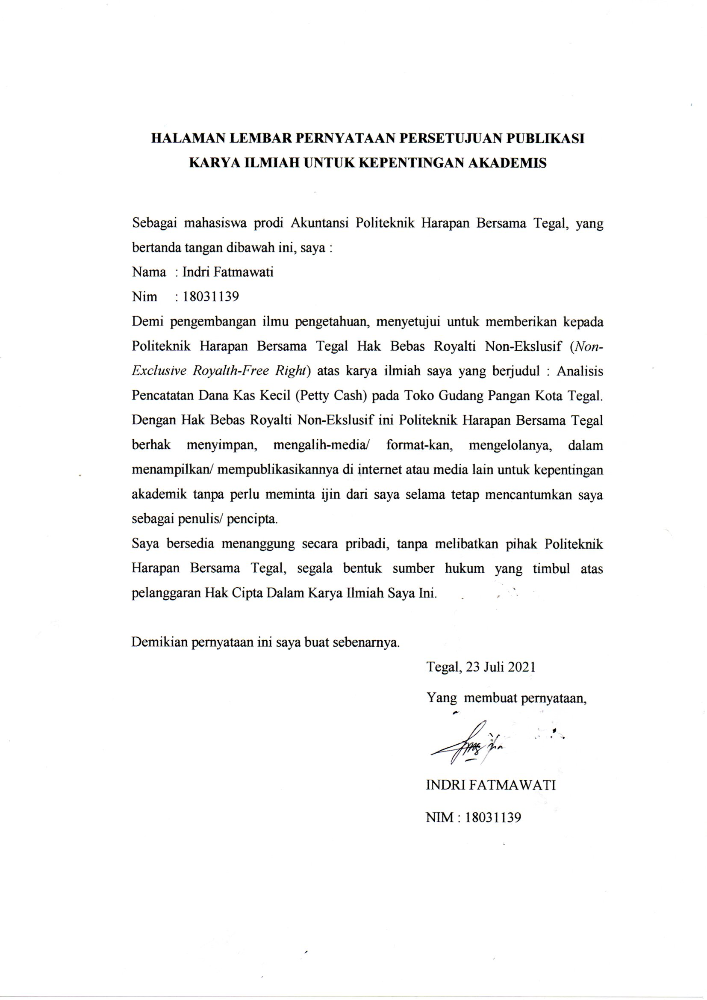 HALAMAN LEMBAR PERNYATAAN PERSETUJUAN PUBLIKASI
KARYA ILMIAH UNTUK KEPENTINGAN AKADEMIS
Sebagai mahasiswa prodi Akuntansi Politeknik Harapan Bersama Tegal, yang
bertanda tangan dibawah ini, saya :
Nama : Indri Fatmawati
Nim : 18031139
Demi pengembangan ilmu pengetahuan, menyetujui untuk memberikan kepada
Politeknik Harapan Bersama Tegal Hak Bebas Royalti Non-Ekslusif (Non-
Exclusive Royalth-Free Right) atas karya ilmiah saya yang berjudul : Analisis
Pencatatan Dana Kas Kecil (Petty Cash) pada Toko Gudang Pangan Kota Tegal.
Dengan Hak Bebas Royalti Non-Ekslusif ini Politeknik Harapan Bersama Tegal
berhak menyimpan, mengalih-media/ format-kan, mengelolanya, dalam
menampilkan/ mempublikasikannya di internet atau media lain untuk kepentingan
akademik tanpa perlu meminta ijin dari saya selama tetap mencantumkan saya
sebagai penulis/ pencipta.
Saya bersedia menanggung secara pribadi, tanpa melibatkan pihak Politeknik
Harapan Bersama Tegal, segala bentuk sumber hukum yang timbul atas
pelanggaran Hak Cipta Dalam Karya Ilmiah Saya Ini.
Demikian pernyataan ini saya buat sebenarnya.
Tegal, 23 Juli 2021
Yang membuat pernyataan,
INDRI FATMAWATI
NIM : 18031139